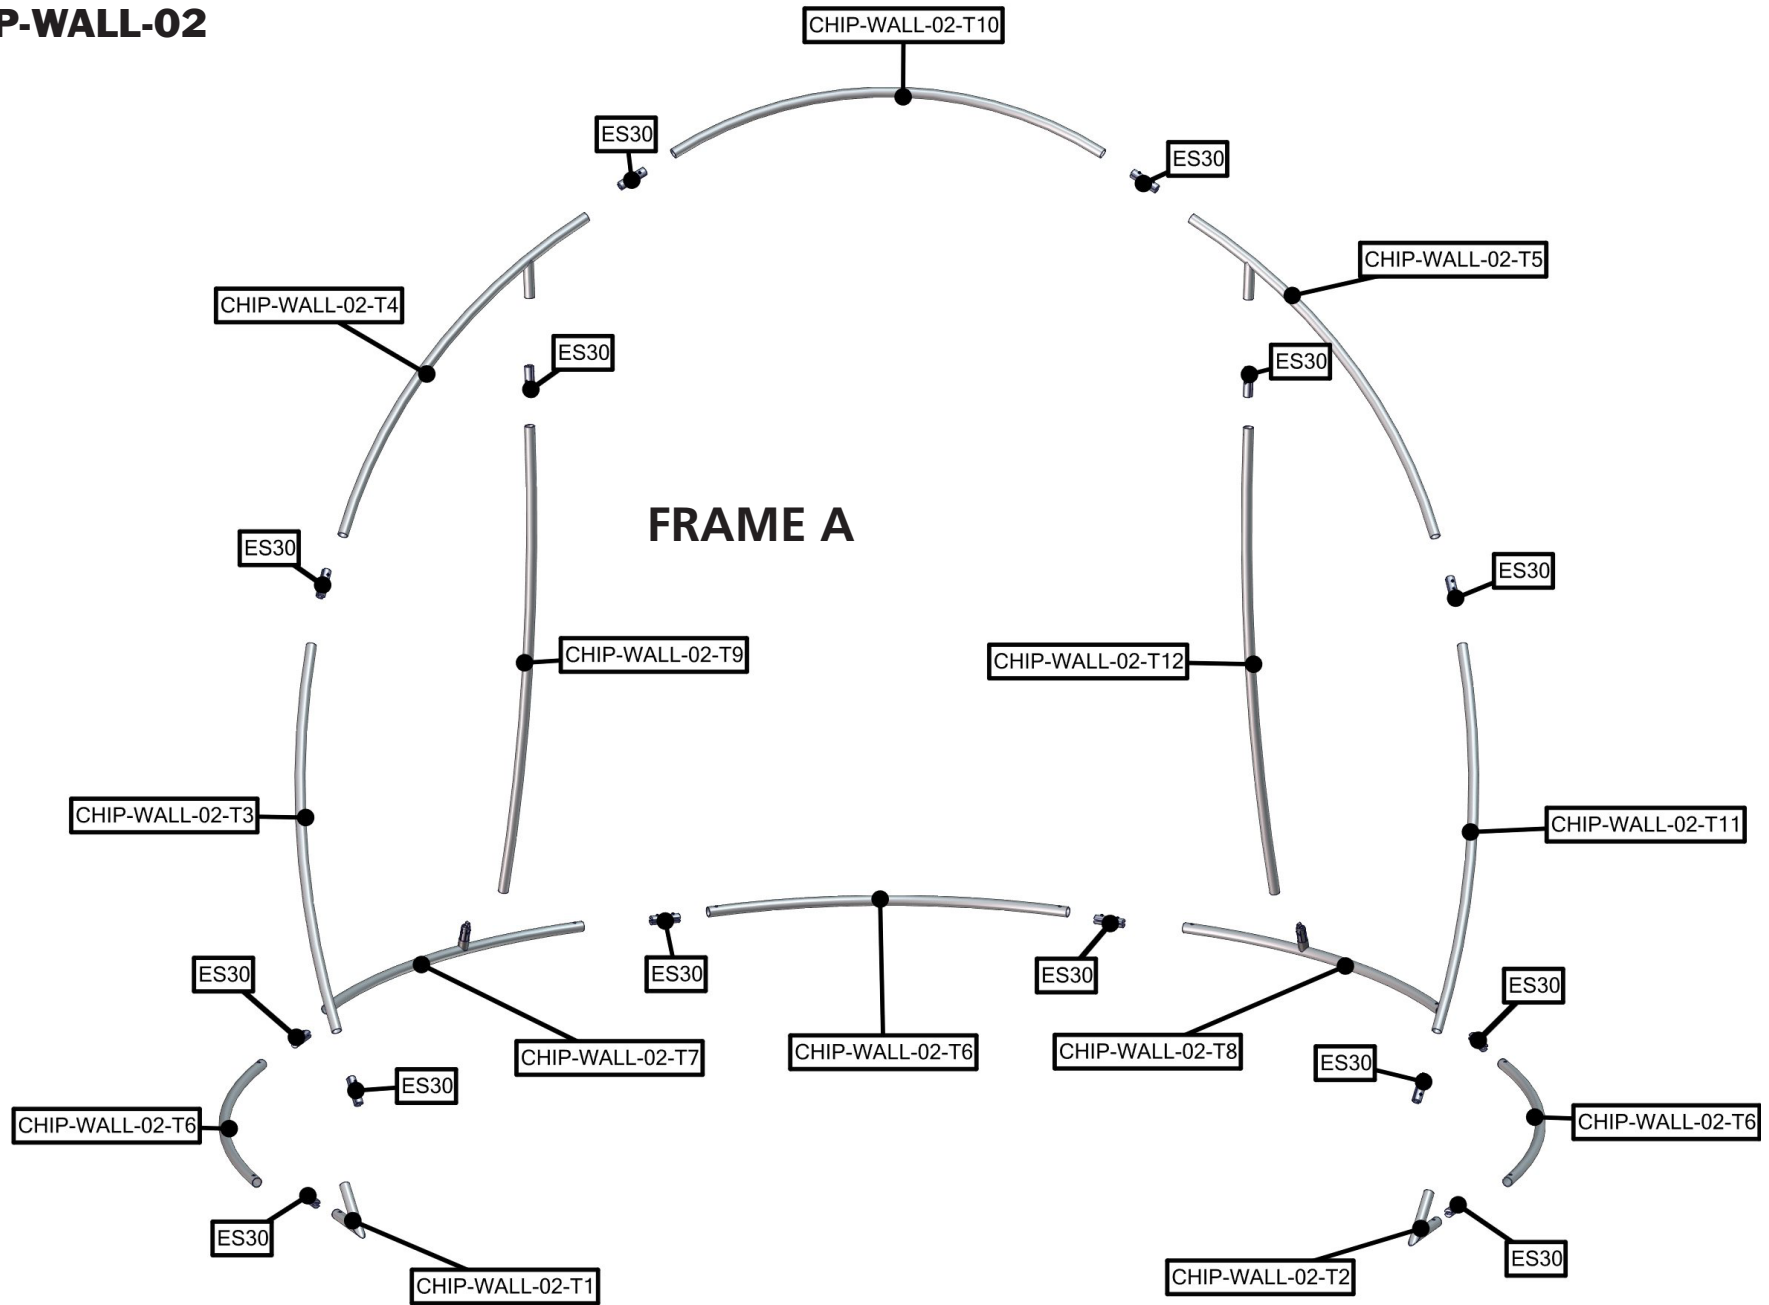 P-WALL-02
CHIP-WALL-02-T10
ES30
ES30
CHIP-WALL-02-T5
CHIP-WALL-02-T4
ES30
ES30
FRAME A
ES30
ES30
CHIP-WALL-02-T9
CHIP-WALL-02-T12
CHIP-WALL-02-T3
CHIP-WALL-02-T11
ES30
ES30
ES30
ES30
CHIP-WALL-02-T7
CHIP-WALL-02-T6
CHIP-WALL-02-T8
ES30
ES30
CHIP-WALL-02-T6
CHIP-WALL-02-T6
ES30
ES30
CHIP-WALL-02-T1
CHIP-WALL-02-T2